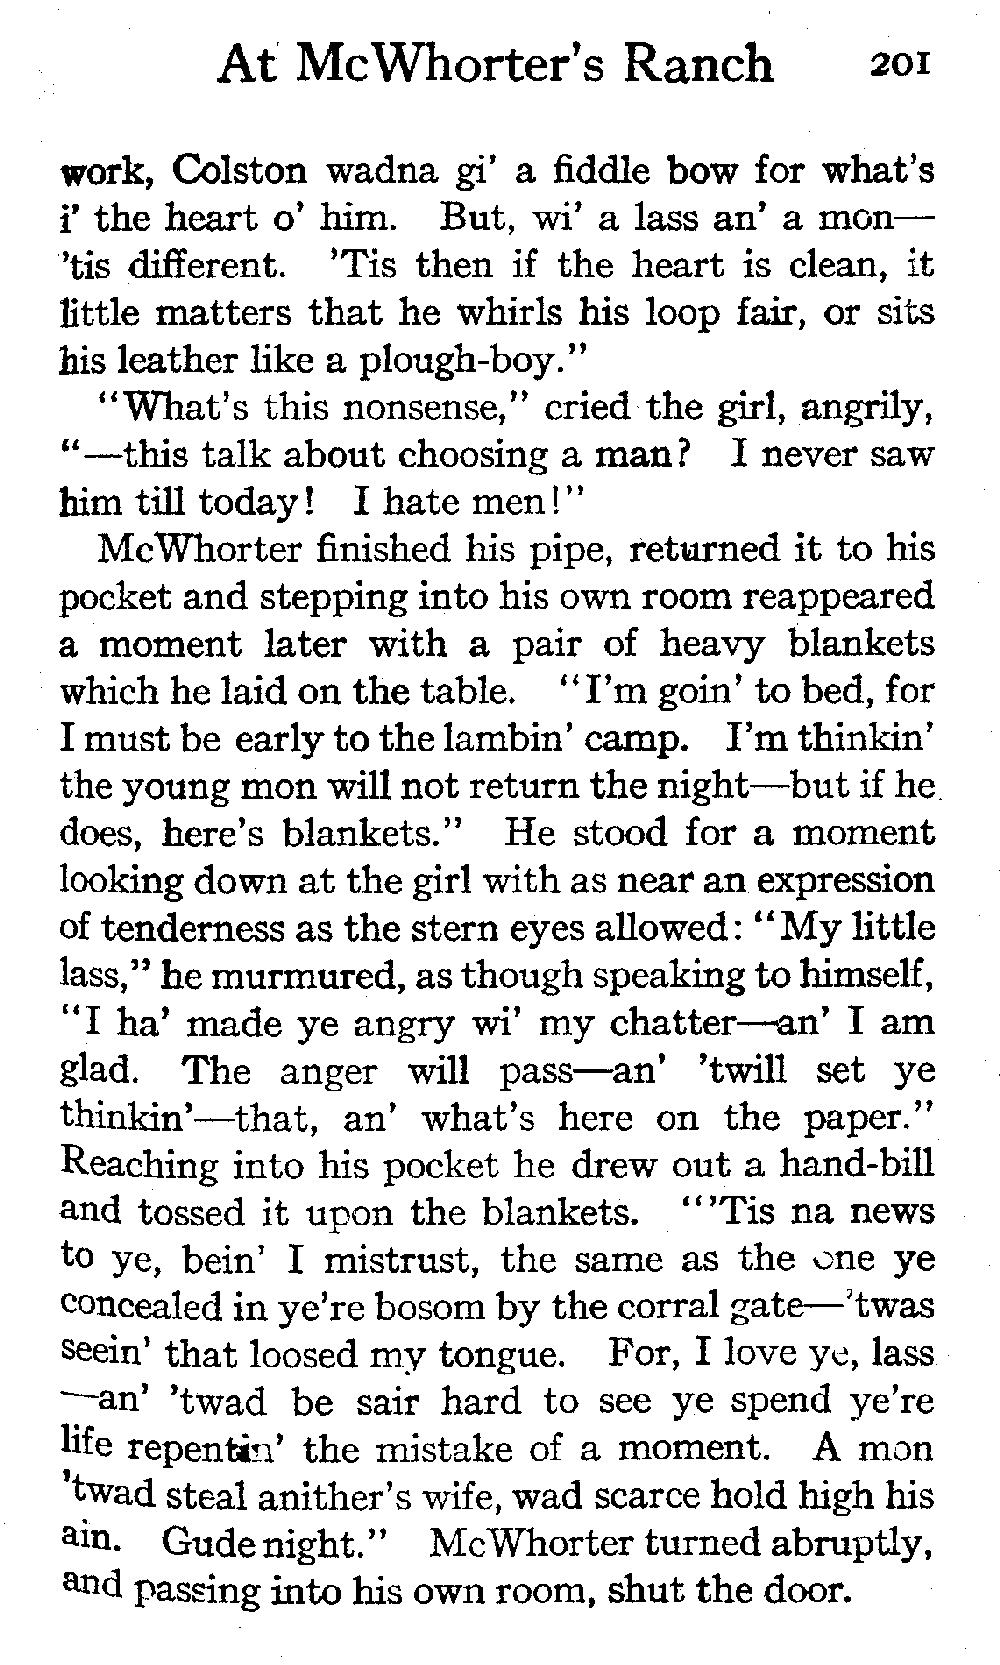 At McWhorter's Ranch 201
work, Colston wadna gi' a fiddle bow for what's
i' the heart o' him. But, wi' a lass an' a mon—
'tis different. 'Tis then if the heart is clean, it
little matters that he whirls his loop fair, or sits
his leather like a plough-boy."
"What's this nonsense," cried the girl, angrily,
"—this talk about choosing a man? I never saw
him till today! I hate men!"
McWhorter finished his pipe, returned it to his
pocket and stepping into his own room reappeared
a moment later with a pair of heavy blankets
which he laid on the table. "I'm goin' to bed, for
I must be early to the lambin' camp. I'm thinkin'
the young mon will not return the night—but if he
does, here's blankets." He stood for a moment
looking down at the girl with as near an expression
of tenderness as the stern eyes allowed: "My little
lass," he murmured, as though speaking to himself,
"I ha' made ye angry wi' my chatter—an' I am
glad. The anger will pass—an' 'twill set ye
thinkin'—that, an' what's here on the paper."
Reaching into his pocket he drew out a hand-bill
and tossed it upon the blankets. "'Tis na news
to ye, bein' I mistrust, the same as the one ye
concealed in ye're bosom by the corral gate—'twas
seein' that loosed my tongue. For, I love ye, lass
—an' 'twad be sair hard to see ye spend ye're
life repentin' the mistake of a moment. A mon
'twad steal anither's wife, wad scarce hold high his
ain. Gude night." McWhorter turned abruptly,
and passing into his own room, shut the door.